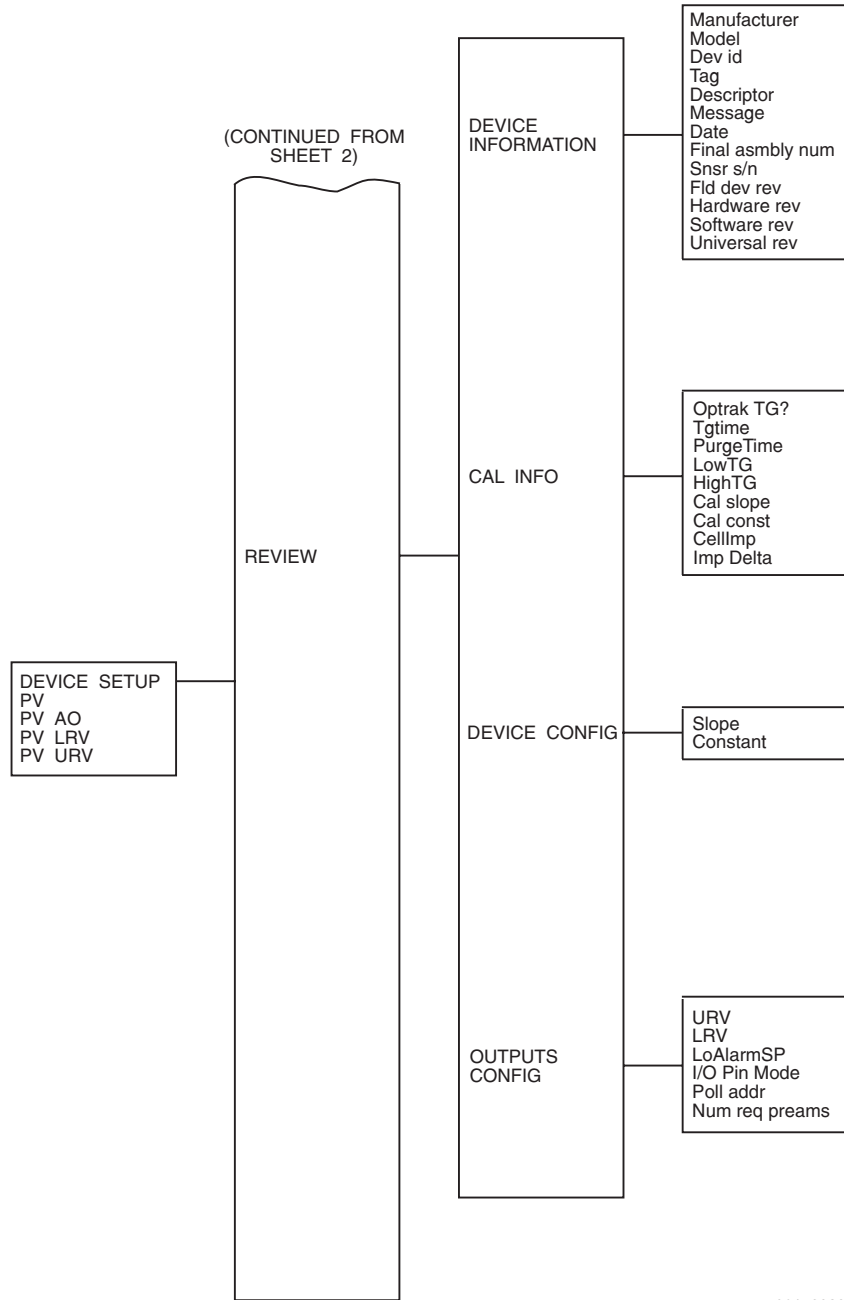 (CONTINUED FROM
SHEET 2)
DEVICE SETUP
PV
PV AO
PV LRV
PV URV
REVIEW
DEVICE
INFORMATION
Manufacturer
Model
Dev id
Tag
Descriptor
Message
Date
Final asmbly num
Snsr s/n
Fld dev rev
Hardware rev
Software rev
Universal rev
CAL INFO
Optrak TG?
Tgtime
PurgeTime
LowTG
HighTG
Cal slope
Cal const
CellImp
Imp Delta
DEVICE CONFIG
Slope
Constant
OUTPUTS
CONFIG
URV
LRV
LoAlarmSP
I/O Pin Mode
Poll addr
Num req preams